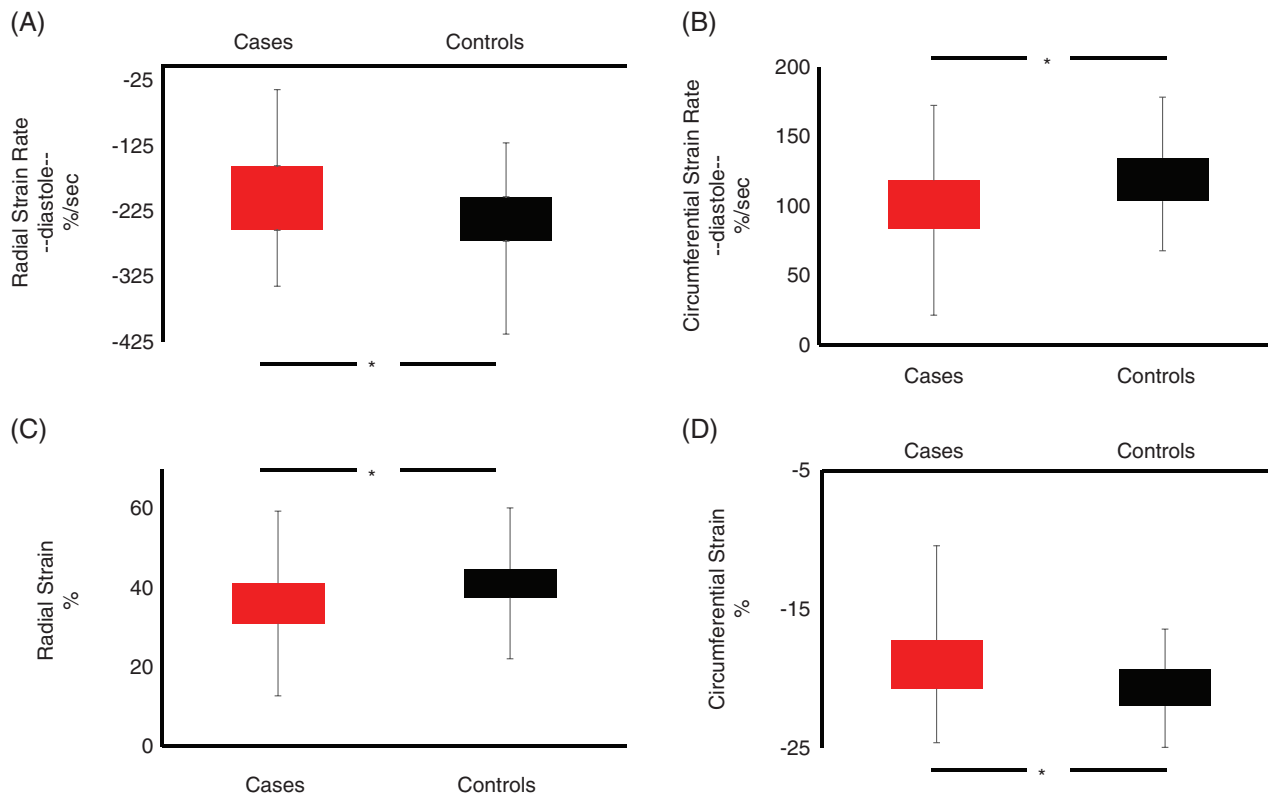 (A)
Cases Controls
Radial Strain Rate
--diastole--
%/sec
-25
-125
-225
-325
-425
*
(B)
*
Circumferential Strain Rate
--diastole--
%/sec
200
150
100
50
0
Cases Controls
(C)
*
Radial Strain
%
60
40
20
0
Cases Controls
(D)
Cases Controls
Circumferential Strain
%
-5
-15
-25
*